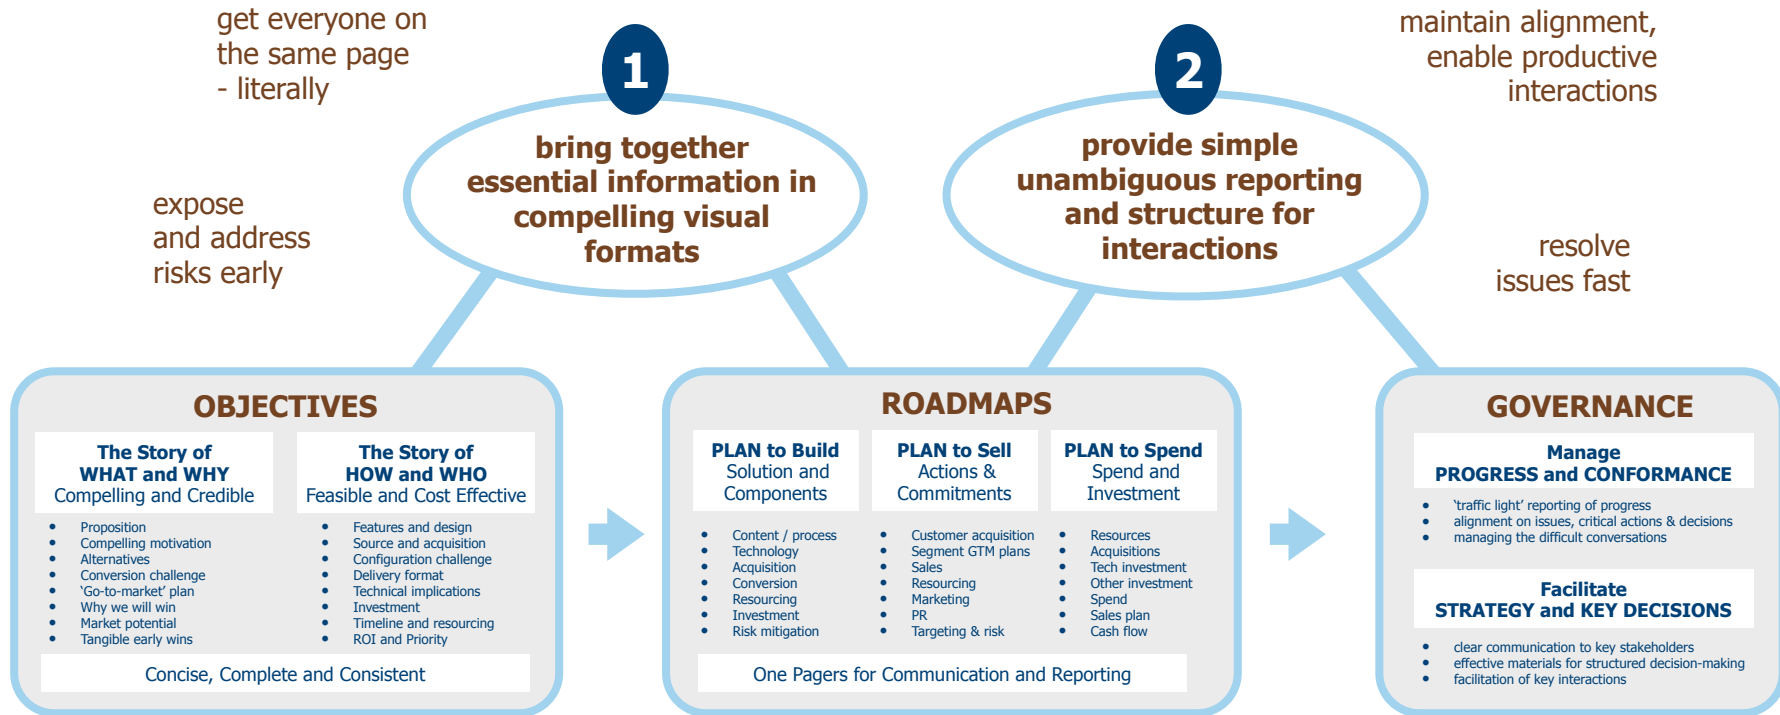 get everyone on
the same page
- literally
expose
and address
risks early
1
bring together
essential information in
compelling visual
formats
2
provide simple
unambiguous reporting
and structure for
interactions
maintain alignment,
enable productive
interactions
resolve
issues fast
OBJECTIVES
The Story of
WHAT and WHY
Compelling and Credible
• Proposition
• Compelling motivation
• Alternatives
• Conversion challenge
• ‘Go-to-market’ plan
• Why we will win
• Market potential
• Tangible early wins
The Story of
HOW and WHO
Feasible and Cost Effective
• Features and design
• Source and acquisition
• Configuration challenge
• Delivery format
• Technical implications
• Investment
• Timeline and resourcing
• ROI and Priority
Concise, Complete and Consistent
ROADMAPS
PLAN to Build
Solution and
Components
• Content / process
• Technology
• Acquisition
• Conversion
• Resourcing
• Investment
• Risk mitigation
PLAN to Sell
Actions &
Commitments
• Customer acquisition
• Segment GTM plans
• Sales
• Resourcing
• Marketing
• PR
• Targeting & risk
PLAN to Spend
Spend and
Investment
• Resources
• Acquisitions
• Tech investment
• Other investment
• Spend
• Sales plan
• Cash flow
One Pagers for Communication and Reporting
GOVERNANCE
Manage
PROGRESS and CONFORMANCE
• ‘traffic light’ reporting of progress
• alignment on issues, critical actions & decisions
• managing the difficult conversations
Facilitate
STRATEGY and KEY DECISIONS
• clear communication to key stakeholders
• effective materials for structured decision-making
• facilitation of key interactions